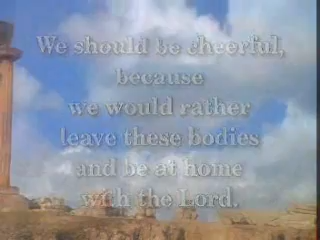 We should be cheerful,
because
we would rather
leave these bodies
and be at home
with the Lord.